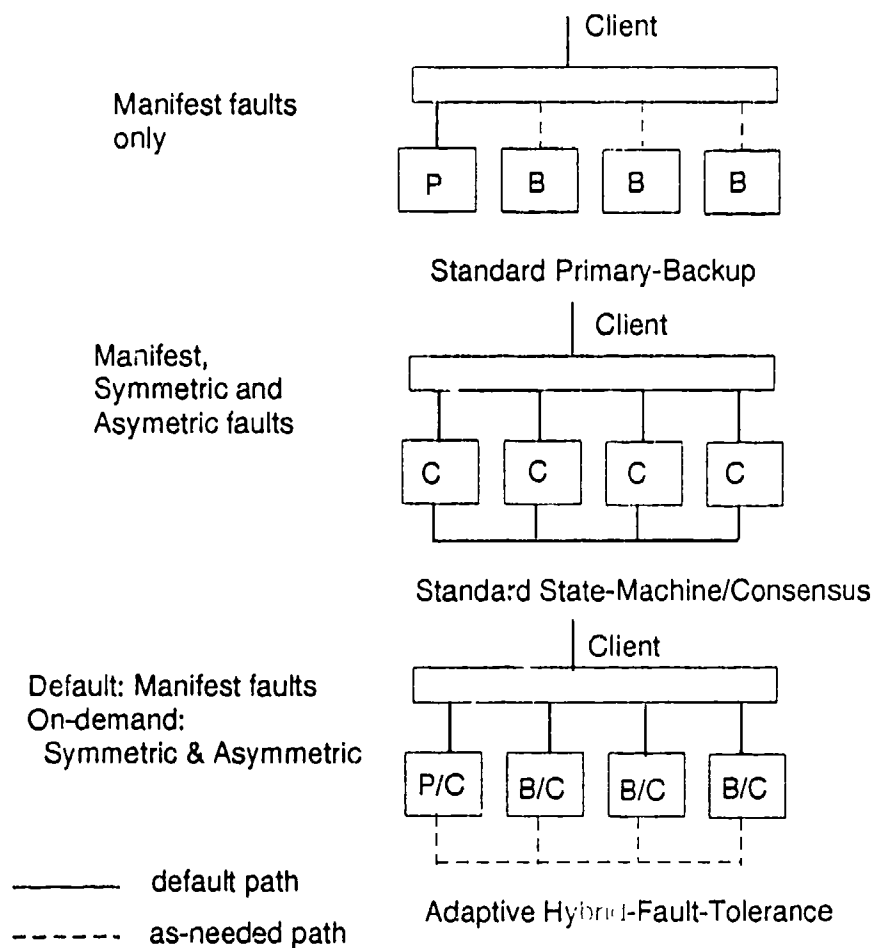 Client
Manifest faults
only
P B B B
Standard Primary-Backup
Client
Manifest,
Symmetric and
Asymetric faults
C C C C
Standard State-Machine/Consensus
Client
Default: Manifest faults
On-demand:
Symmetric & Asymmetric
P/C B/C B/C B/C
default path
Adaptive Hybrid-Fault-Tolerance
as-needed path